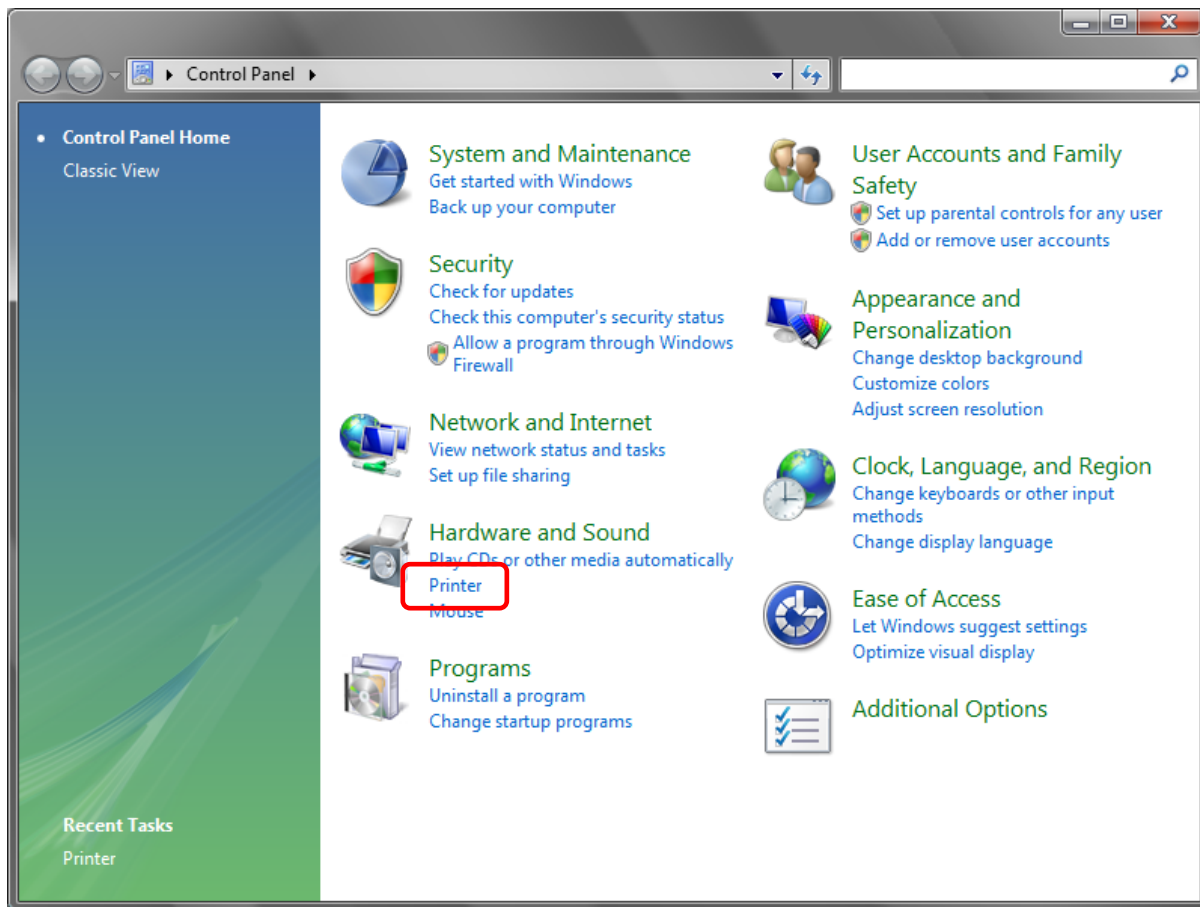 Control Panel
Control Panel Home
Classic View
System and Maintenance
Get started with Windows
Back up your computer
Security
Check for updates
Check this computer's security status
Allow a program through Windows
Firewall
Network and Internet
View network status and tasks
Set up file sharing
Hardware and Sound
Play CDs or other media automatically
Printer
Mouse
Programs
Uninstall a program
Change startup programs
User Accounts and Family
Safety
Set up parental controls for any user
Add or remove user accounts
Appearance and
Personalization
Change desktop background
Customize colors
Adjust screen resolution
Clock, Language, and Region
Change keyboards or other input
methods
Change display language
Ease of Access
Let Windows suggest settings
Optimize visual display
Additional Options
Recent Tasks
Printer